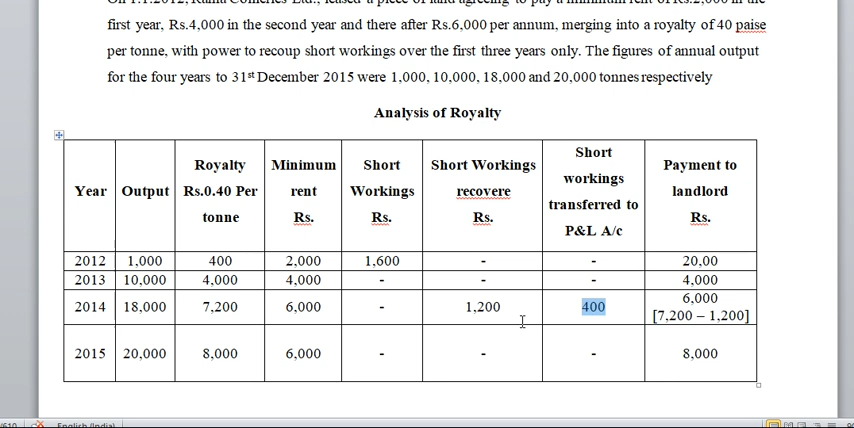 first year, Rs.4,000 in the second year and there after Rs.6,000 per annum, merging into a royalty of 40 paise
per tonne, with power to recoup short workings over the first three years only. The figures of annual output
for the four years to 31st December 2015 were 1,000, 10,000, 18,000 and 20,000 tonnes respectively
Analysis of Royalty
Year Output Royalty Rs.0.40 Per tonne Minimum rent Rs. Short Workings Rs. Short Workings recovere Rs. Short workings transferred to P&L A/c Payment to landlord Rs.
2012 1,000 400 2,000 1,600 - - 20,00
2013 10,000 4,000 4,000 - - - 4,000
2014 18,000 7,200 6,000 - 1,200 400 6,000 [7,200 – 1,200]
2015 20,000 8,000 6,000 - - - 8,000
English (India)